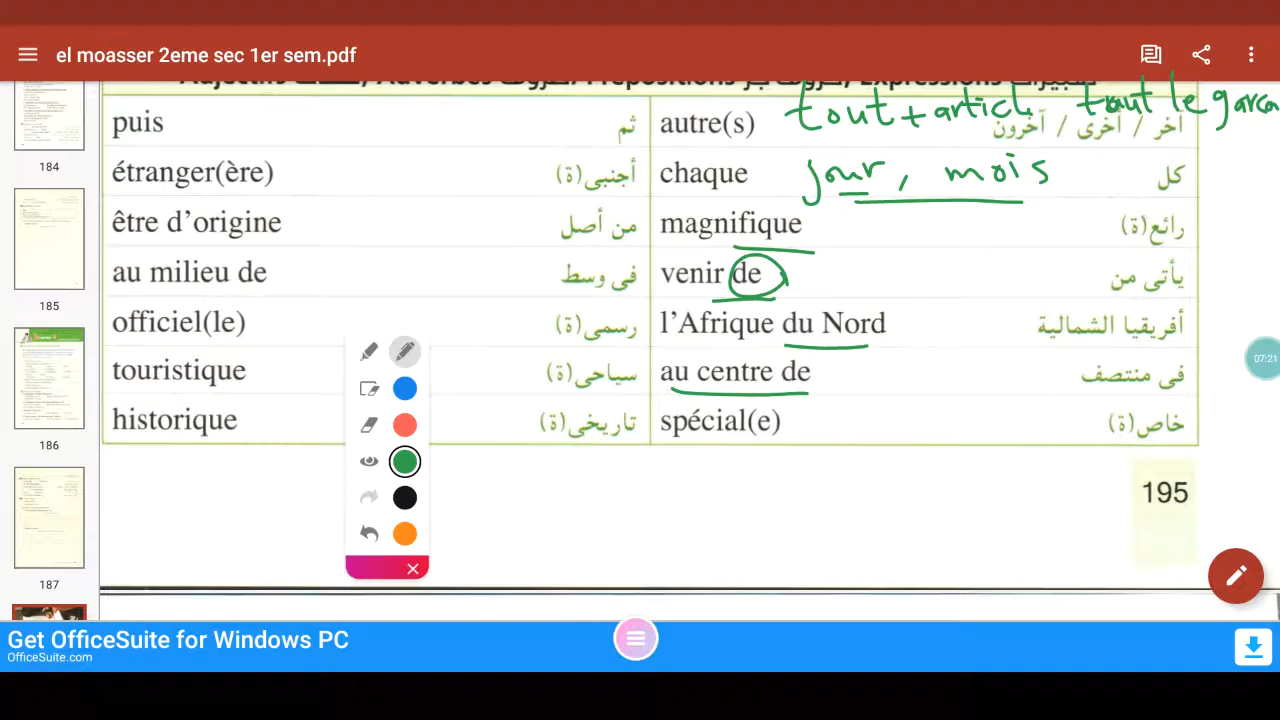 el moasser 2eme sec 1er sem.pdf
tout + article tout le
puis ثم autre(s) آخر / أخرى / آخرون
184
étranger(ère) أجنبى (ة) chaque jour, mois كل
être d'origine من أصل magnifique رائع (ة)
185
au milieu de فى وسط venir de يأتى من
officiel(le) رسمى (ة) l'Afrique du Nord أفريقيا الشمالية
07:21
touristique سياحى (ة) au centre de فى منتصف
historique تاريخى (ة) spécial(e) خاص (ة)
186
195
187
Get OfficeSuite for Windows PC
OfficeSuite.com